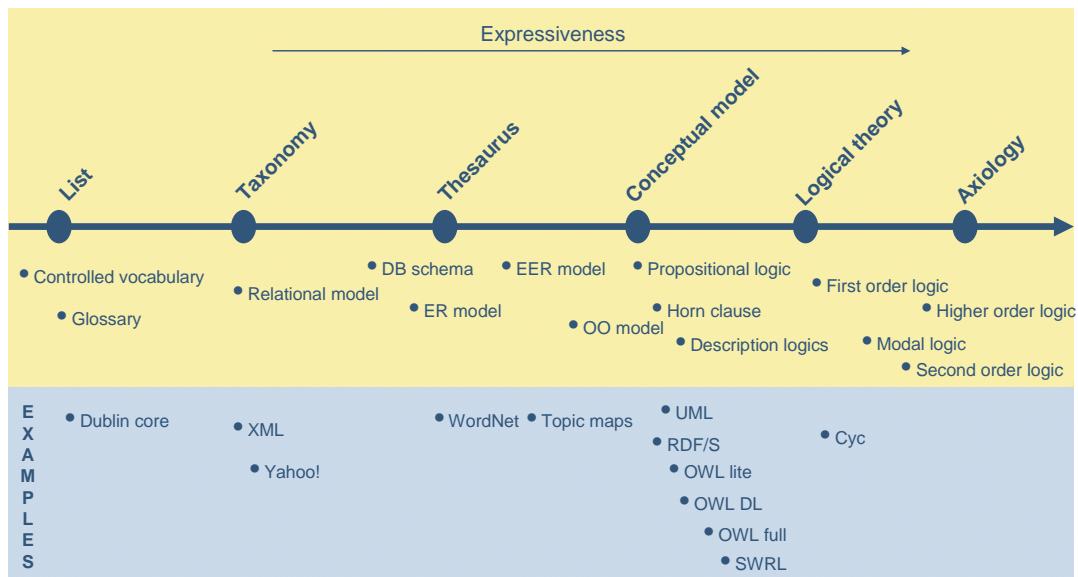 Expressiveness
List
Taxonomy
Thesaurus
Conceptual model
Logical theory
Axiology
Controlled vocabulary
Glossary
Relational model
DB schema
ER model
EER model
OO model
Propositional logic
Horn clause
Description logics
First order logic
Higher order logic
Modal logic
Second order logic
EXAMPLES
Dublin core
XML
Yahoo!
WordNet
Topic maps
UML
RDF/S
OWL lite
OWL DL
OWL full
SWRL
Cyc